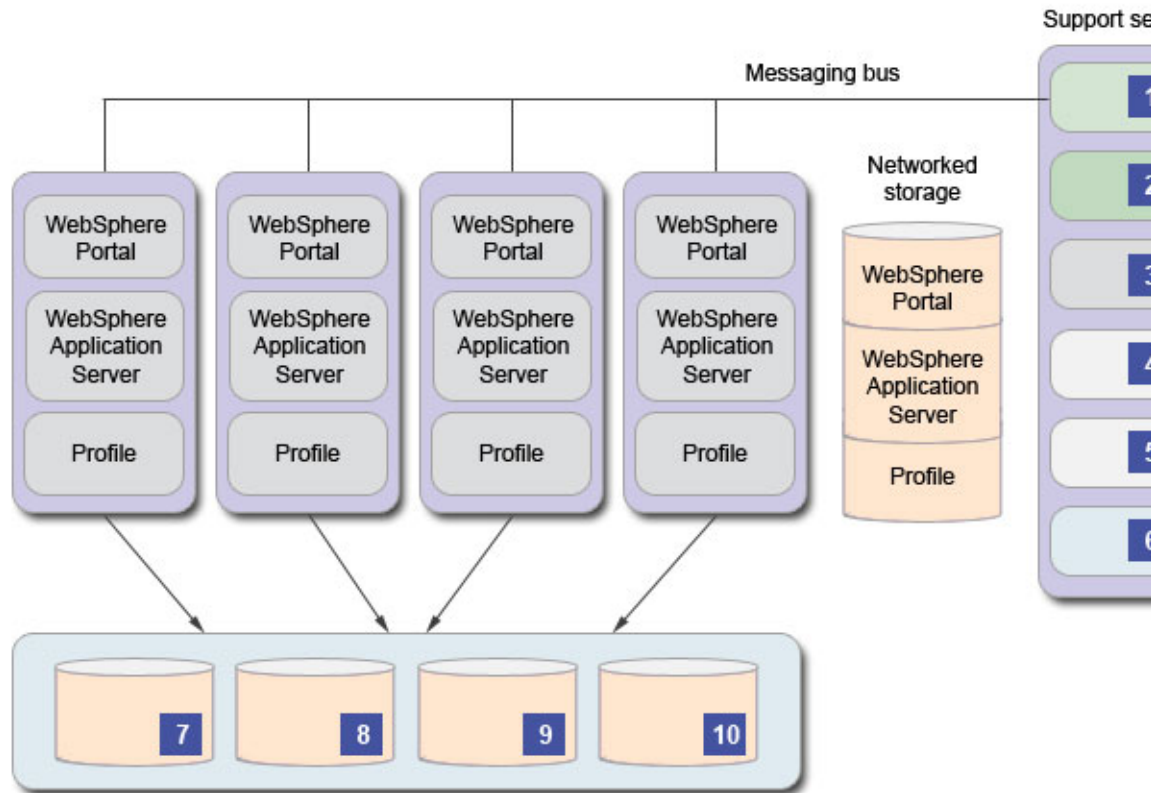 Support se
Messaging bus
1
2
3
4
5
6
Networked
storage
WebSphere
Portal
WebSphere
Application
Server
Profile
WebSphere
Portal
WebSphere
Application
Server
Profile
WebSphere
Portal
WebSphere
Application
Server
Profile
WebSphere
Portal
WebSphere
Application
Server
Profile
WebSphere
Portal
WebSphere
Application
Server
Profile
7
8
9
10